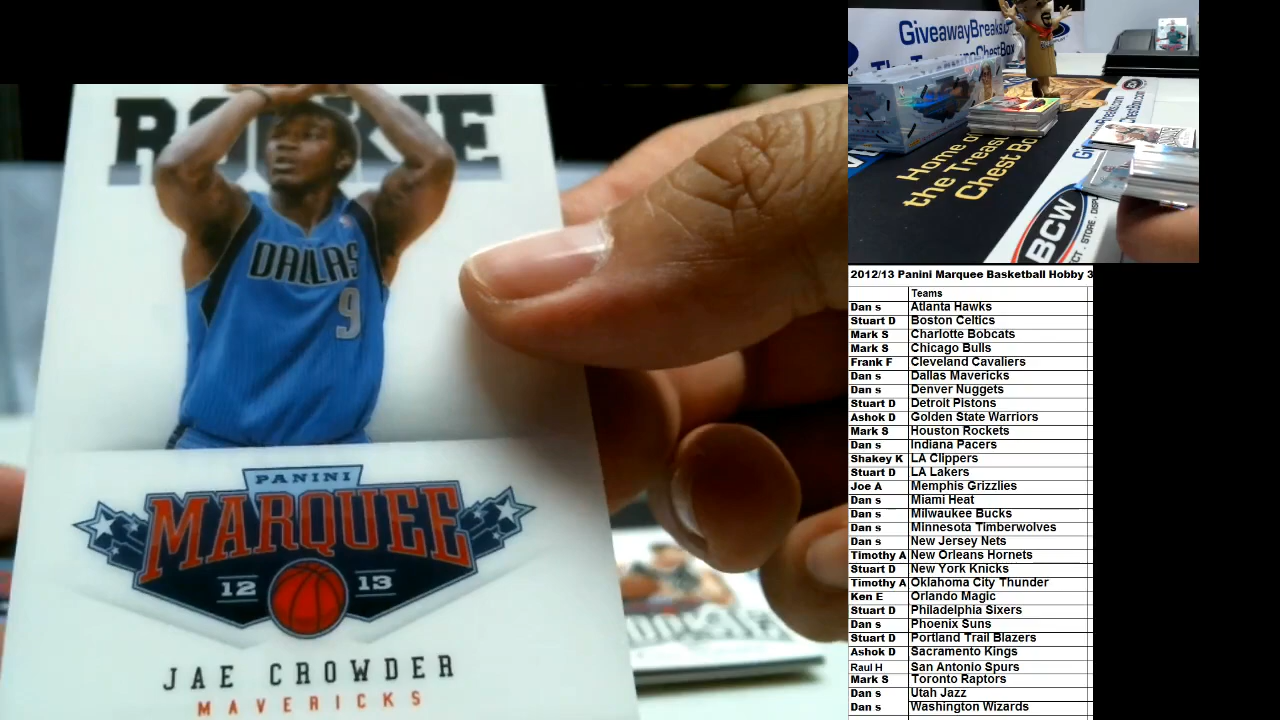 ROOKIE
DALLAS
9
PANINI
MARQUEE
12 13
JAE CROWDER
MAVERICKS
GiveawayBreaks
Home of
the Treas
Chest Bo
BCW
2012/13 Panini Marquee Basketball Hobby 3
Teams
Dan s Atlanta Hawks
Stuart D Boston Celtics
Mark S Charlotte Bobcats
Mark S Chicago Bulls
Frank F Cleveland Cavaliers
Dan s Dallas Mavericks
Dan s Denver Nuggets
Stuart D Detroit Pistons
Ashok D Golden State Warriors
Mark S Houston Rockets
Dan s Indiana Pacers
Shakey K LA Clippers
Stuart D LA Lakers
Joe A Memphis Grizzlies
Dan s Miami Heat
Dan s Milwaukee Bucks
Dan s Minnesota Timberwolves
Dan s New Jersey Nets
Timothy A New Orleans Hornets
Stuart D New York Knicks
Timothy A Oklahoma City Thunder
Ken E Orlando Magic
Stuart D Philadelphia Sixers
Dan s Phoenix Suns
Stuart D Portland Trail Blazers
Ashok D Sacramento Kings
Raul H San Antonio Spurs
Mark S Toronto Raptors
Dan s Utah Jazz
Dan s Washington Wizards